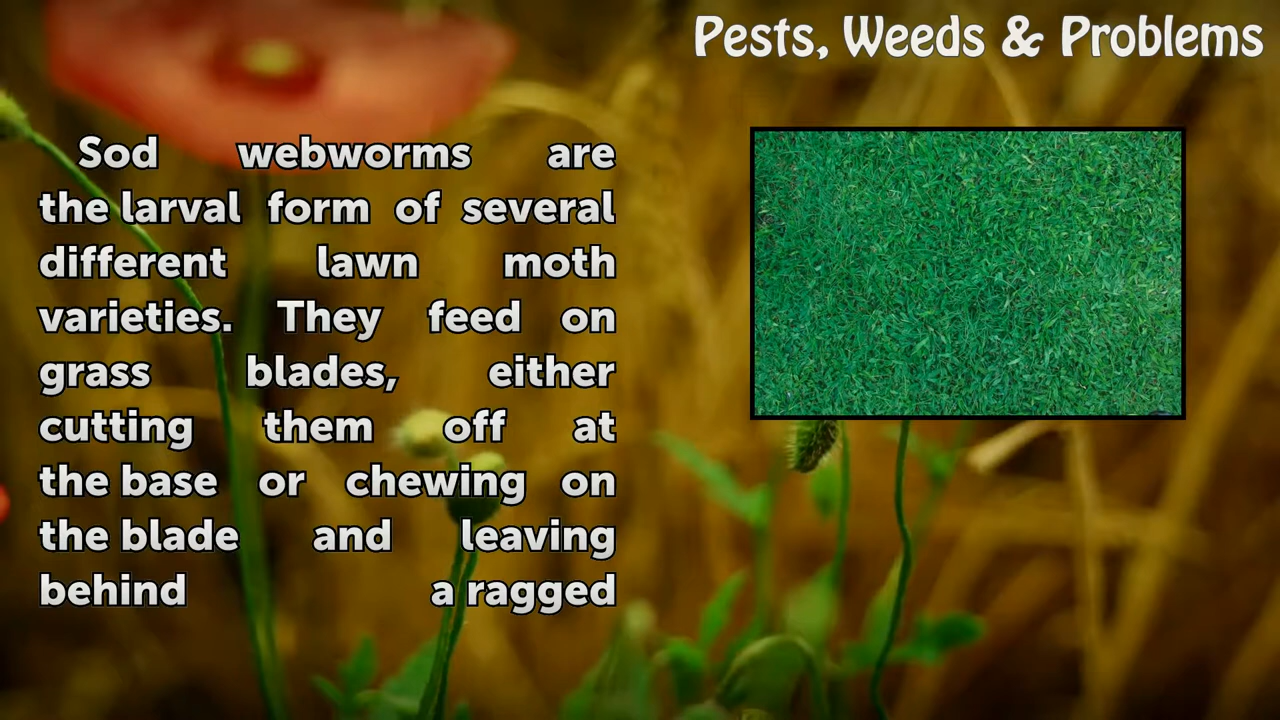 Pests, Weeds & Problems
Sod webworms are
the larval form of several
different lawn moth
varieties. They feed on
grass blades, either
cutting them off at
the base or chewing on
the blade and leaving
behind a ragged